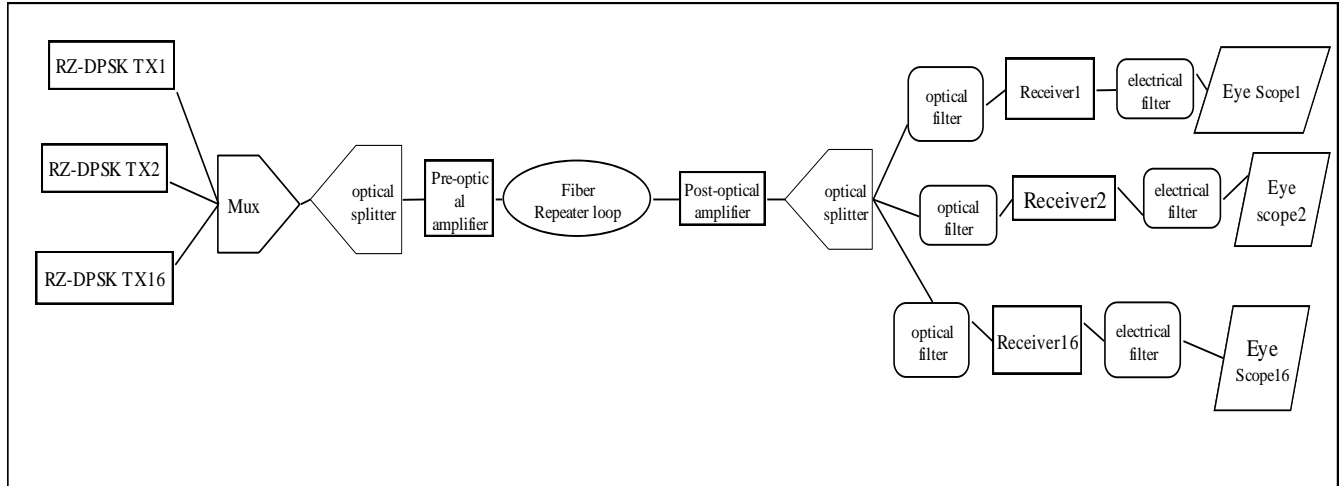 RZ-DPSK TX1
RZ-DPSK TX2
RZ-DPSK TX16
Mux
optical
splitter
Pre-optic
al
amplifier
Fiber
Repeater loop
Post-optical
amplifier
optical
splitter
optical
filter
Receiver1
electrical
filter
Eye Scope1
optical
filter
Receiver2
electrical
filter
Eye
scope2
optical
filter
Receiver16
electrical
filter
Eye
Scope16